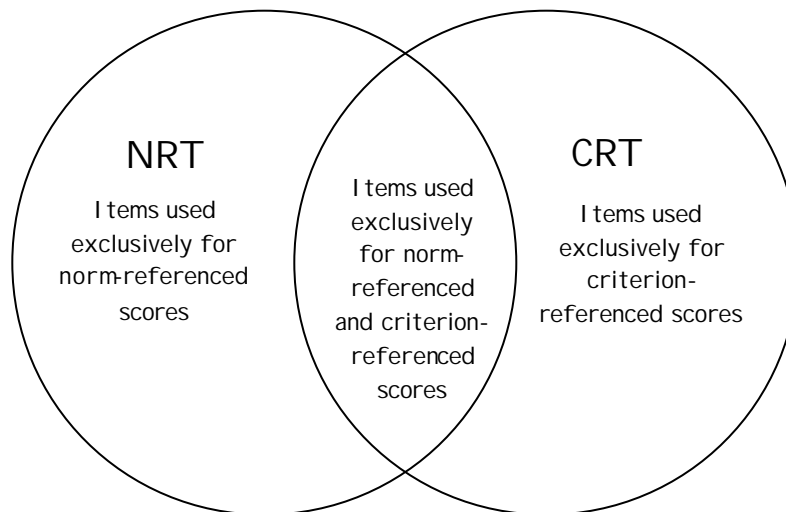 NRT
Items used
exclusively for
norm-referenced
scores
Items used
exclusively
for norm-
referenced
and criterion-
referenced
scores
CRT
Items used
exclusively for
criterion-
referenced scores